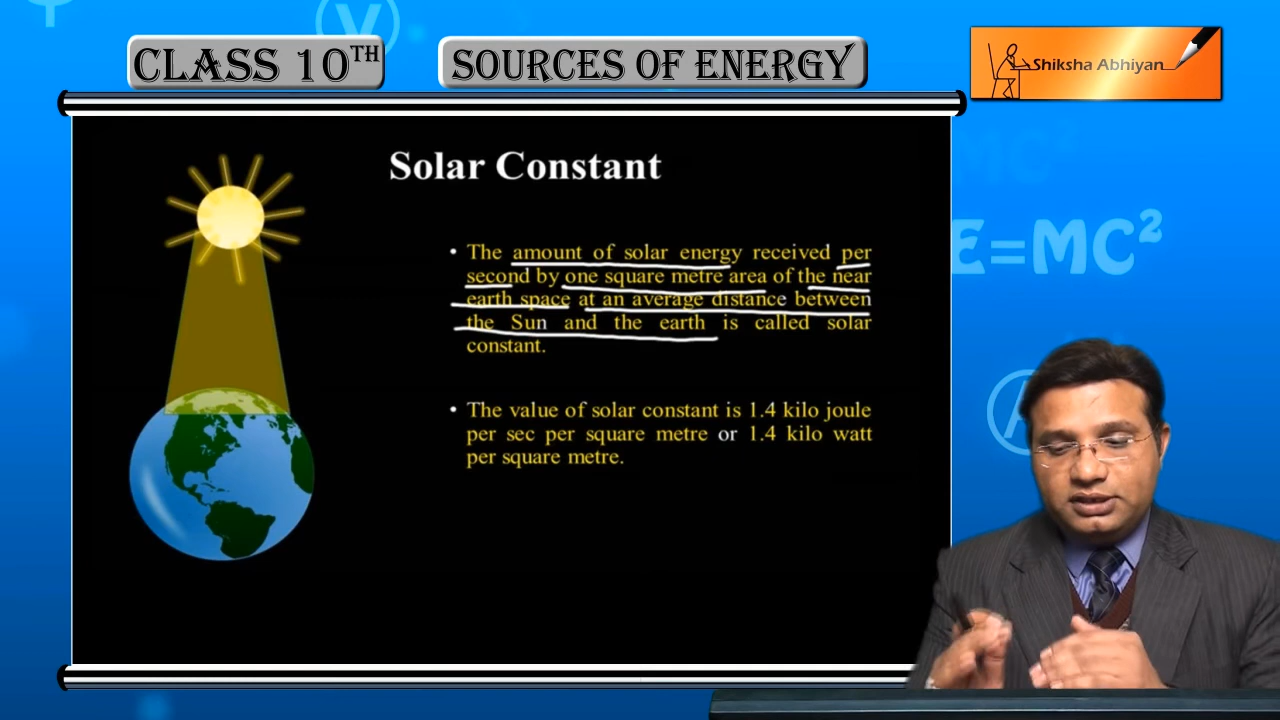 CLASS 10TH
SOURCES OF ENERGY
Shiksha Abhiyan
Solar Constant
• The amount of solar energy received per
second by one square metre area of the near
earth space at an average distance between
the Sun and the earth is called solar
constant.
• The value of solar constant is 1.4 kilo joule
per sec per square metre or 1.4 kilo watt
per square metre.
E=MC²
MC²
V
A